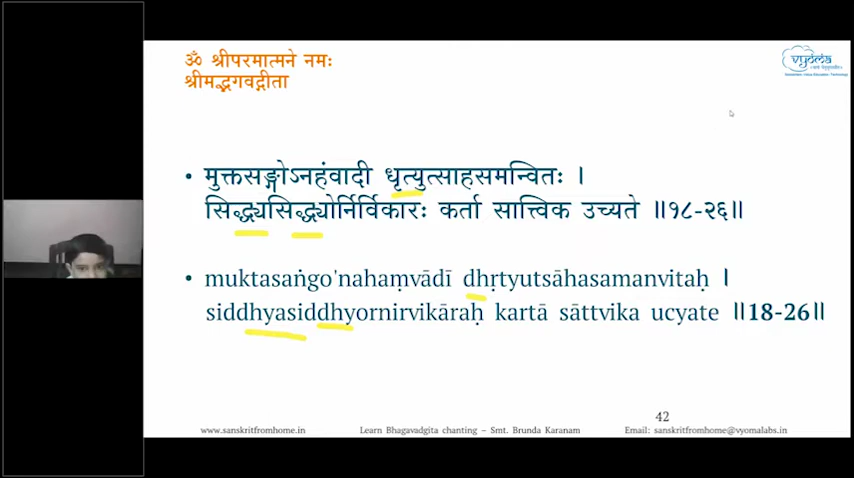 ॐ श्रीपरमात्मने नमः
श्रीमद्भगवद्गीता
vyoma
• मुक्तसङ्गोऽनहंवादी धृत्युत्साहसमन्वितः ।
सिद्ध्यसिद्ध्योर्निर्विकारः कर्ता सात्त्विक उच्यते ॥१८-२६॥
• muktasaṅgo'nahaṃvādī dhṛtyutsāhasamanvitaḥ ।
siddhyasiddhyornirvikāraḥ kartā sāttvika ucyate ॥18-26॥
42
www.sanskritfromhome.in Learn Bhagavadgita chanting – Smt. Brunda Karanam Email: sanskritfromhome@vyomalabs.in